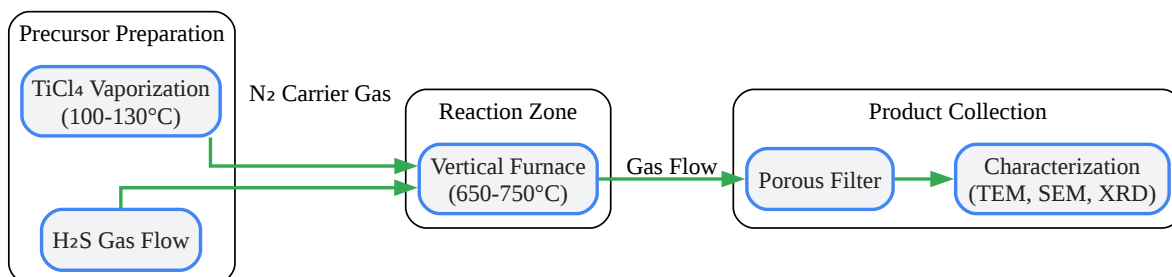 Precursor Preparation
TiCl₄ Vaporization
(100-130°C)
H₂S Gas Flow
N₂ Carrier Gas
Reaction Zone
Vertical Furnace
(650-750°C)
Gas Flow
Product Collection
Porous Filter
Characterization
(TEM, SEM, XRD)